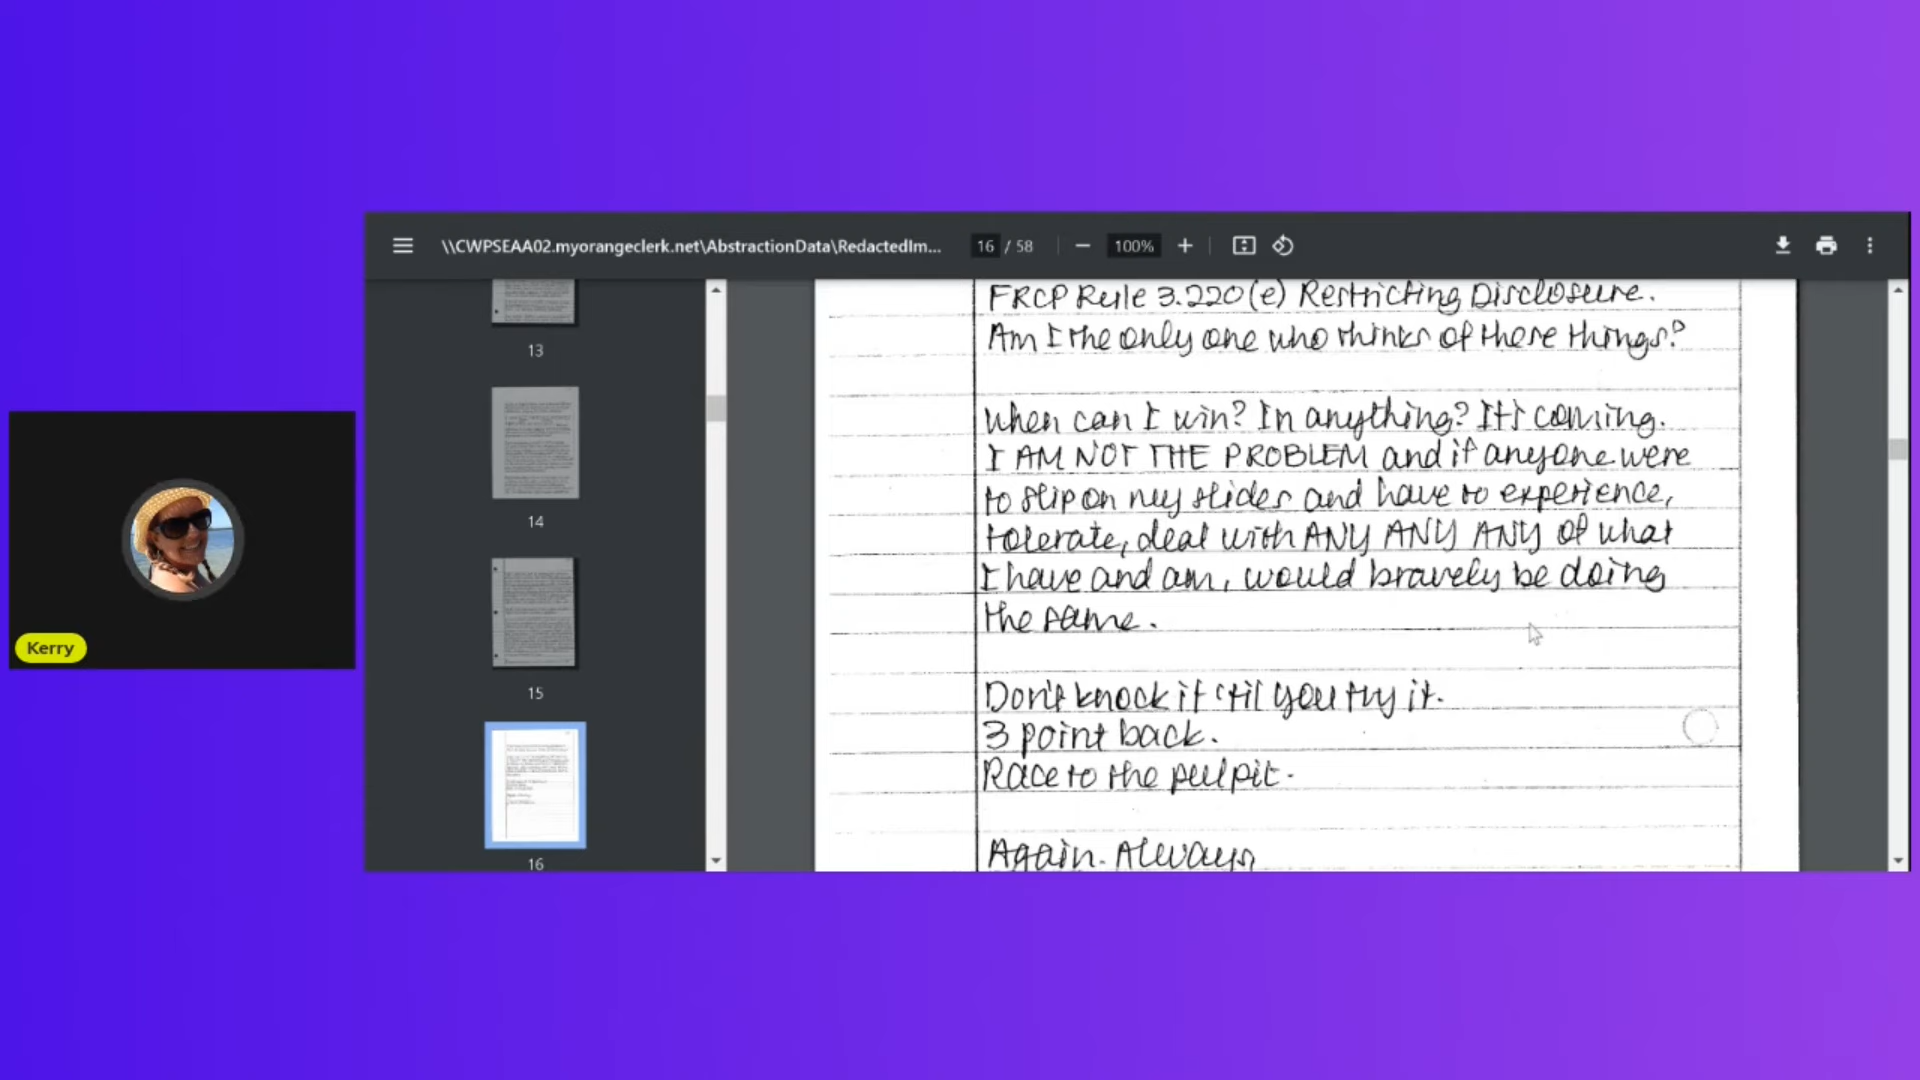 \\CWPSEAA02.myorangeclerk.net\AbstractionData\RedactedIm...
16 / 58
100%
13
14
15
16
Kerry
FRCP Rule 3.220(e) Restricting Disclosure.
Am I the only one who thinks of these things?
When can I win? In anything? It's coming.
I AM NOT THE PROBLEM and if anyone were
to slip on my slides and have to experience,
tolerate, deal with ANY ANY ANY of what
I have and am, would bravely be doing
the same.
Don't knock it 'til you try it.
3 point back.
Race to the pulpit.
Again. Always